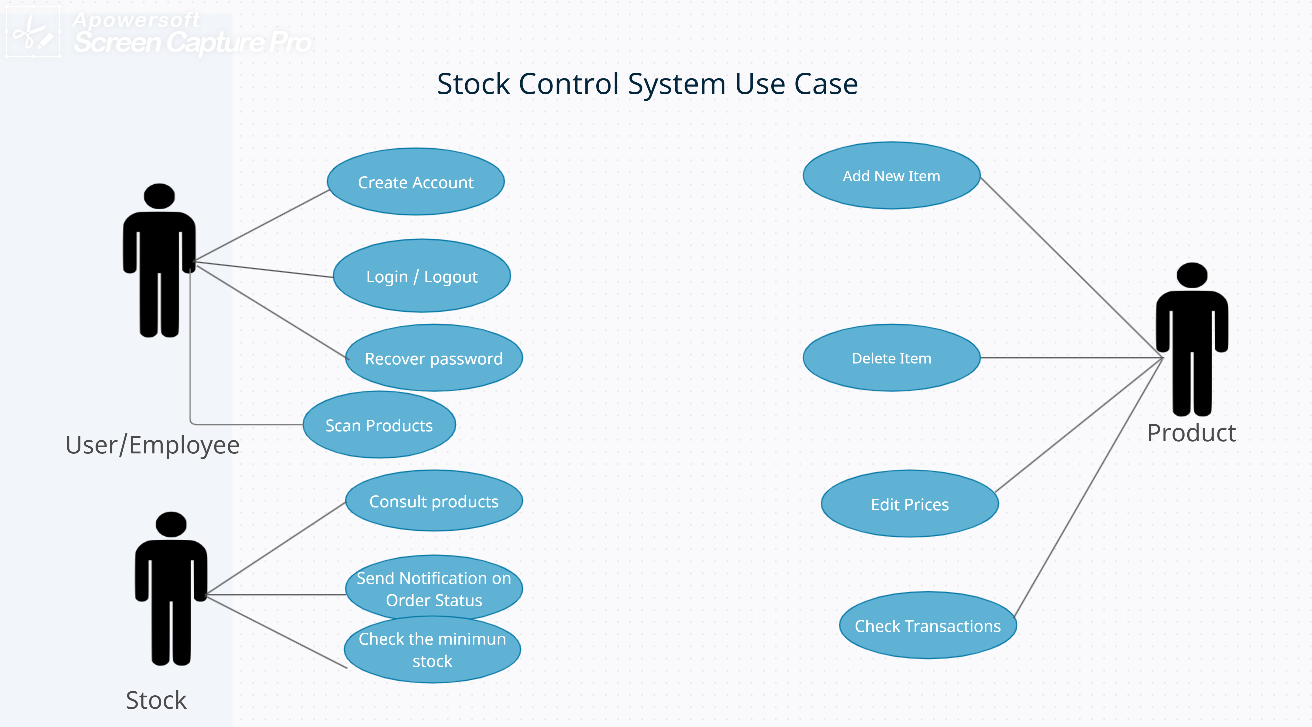 Apowersoft
Screen Capture Pro
Stock Control System Use Case
Create Account
Login / Logout
Recover password
Scan Products
User/Employee
Consult products
Send Notification on
Order Status
Check the minimun
stock
Stock
Add New Item
Delete Item
Edit Prices
Check Transactions
Product